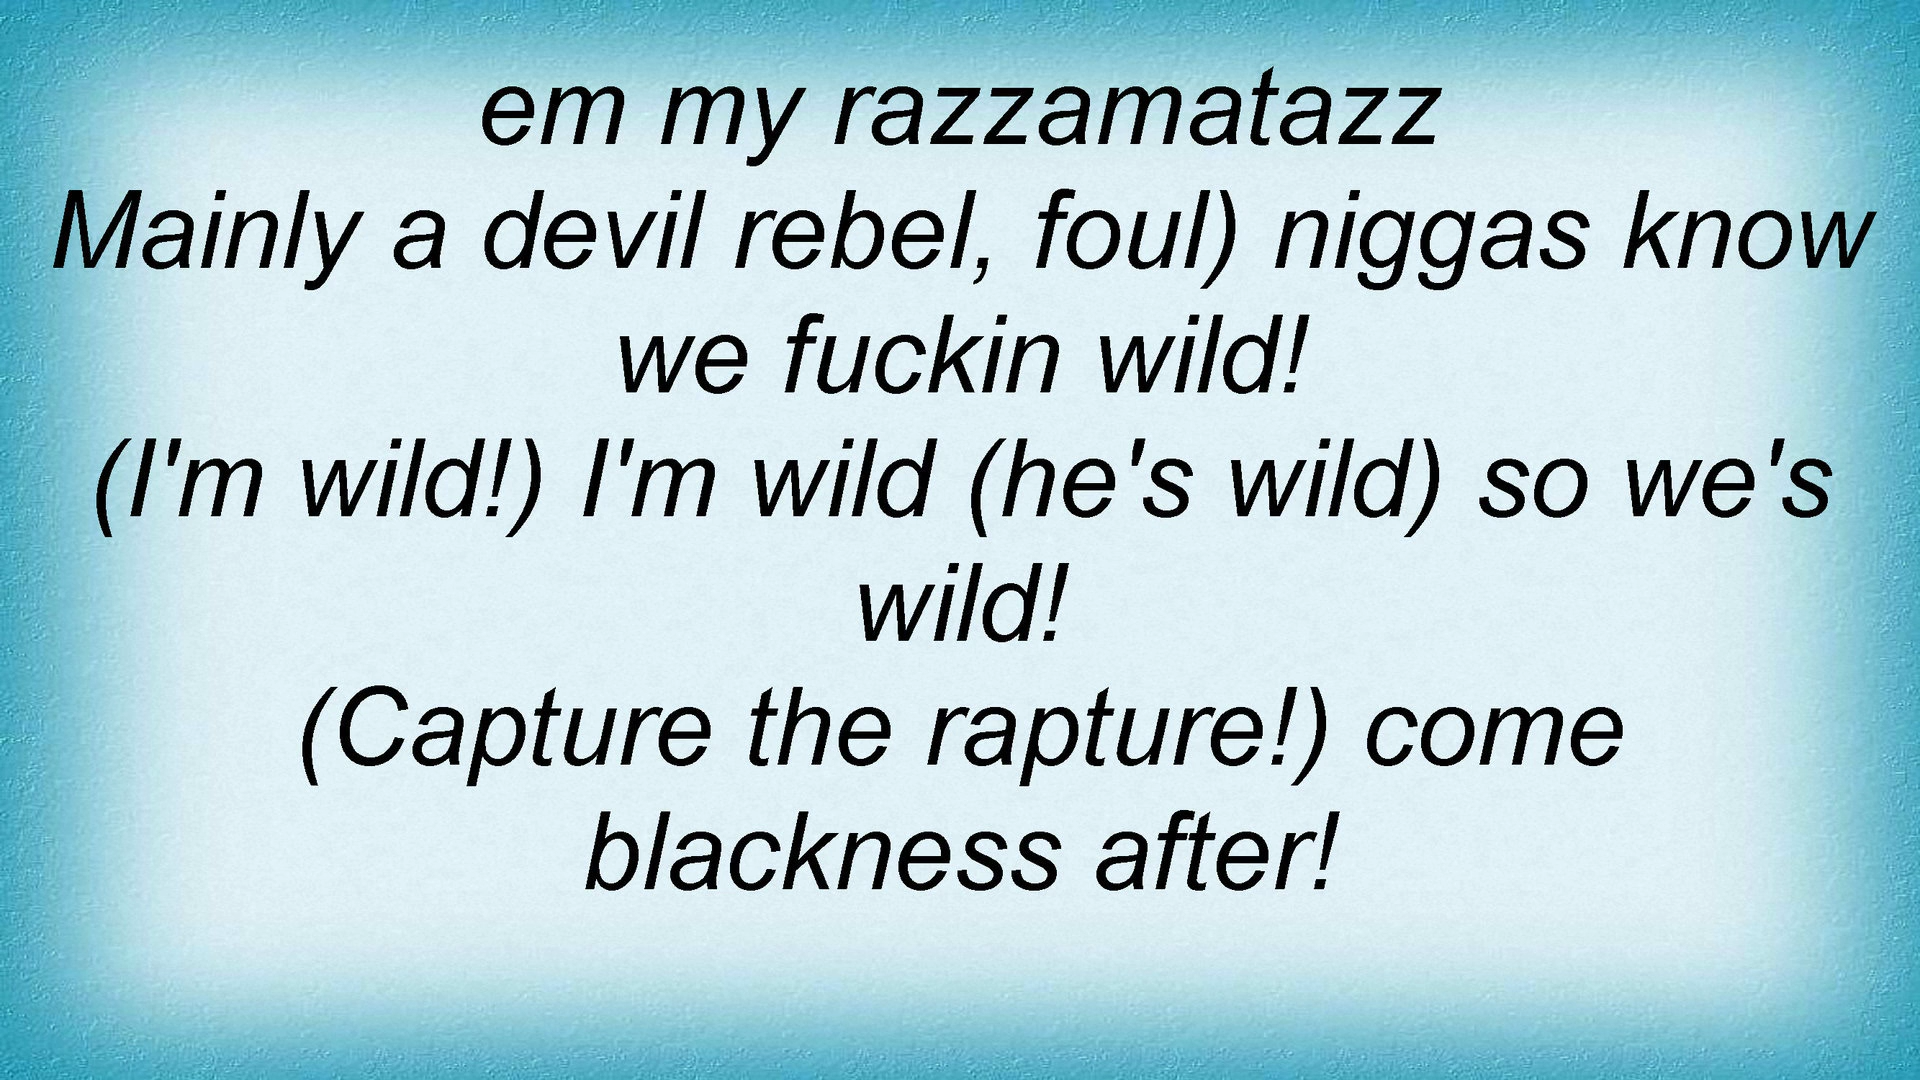 em my razzamatazz
Mainly a devil rebel, foul) niggas know
we fuckin wild!
(I'm wild!) I'm wild (he's wild) so we's
wild!
(Capture the rapture!) come
blackness after!